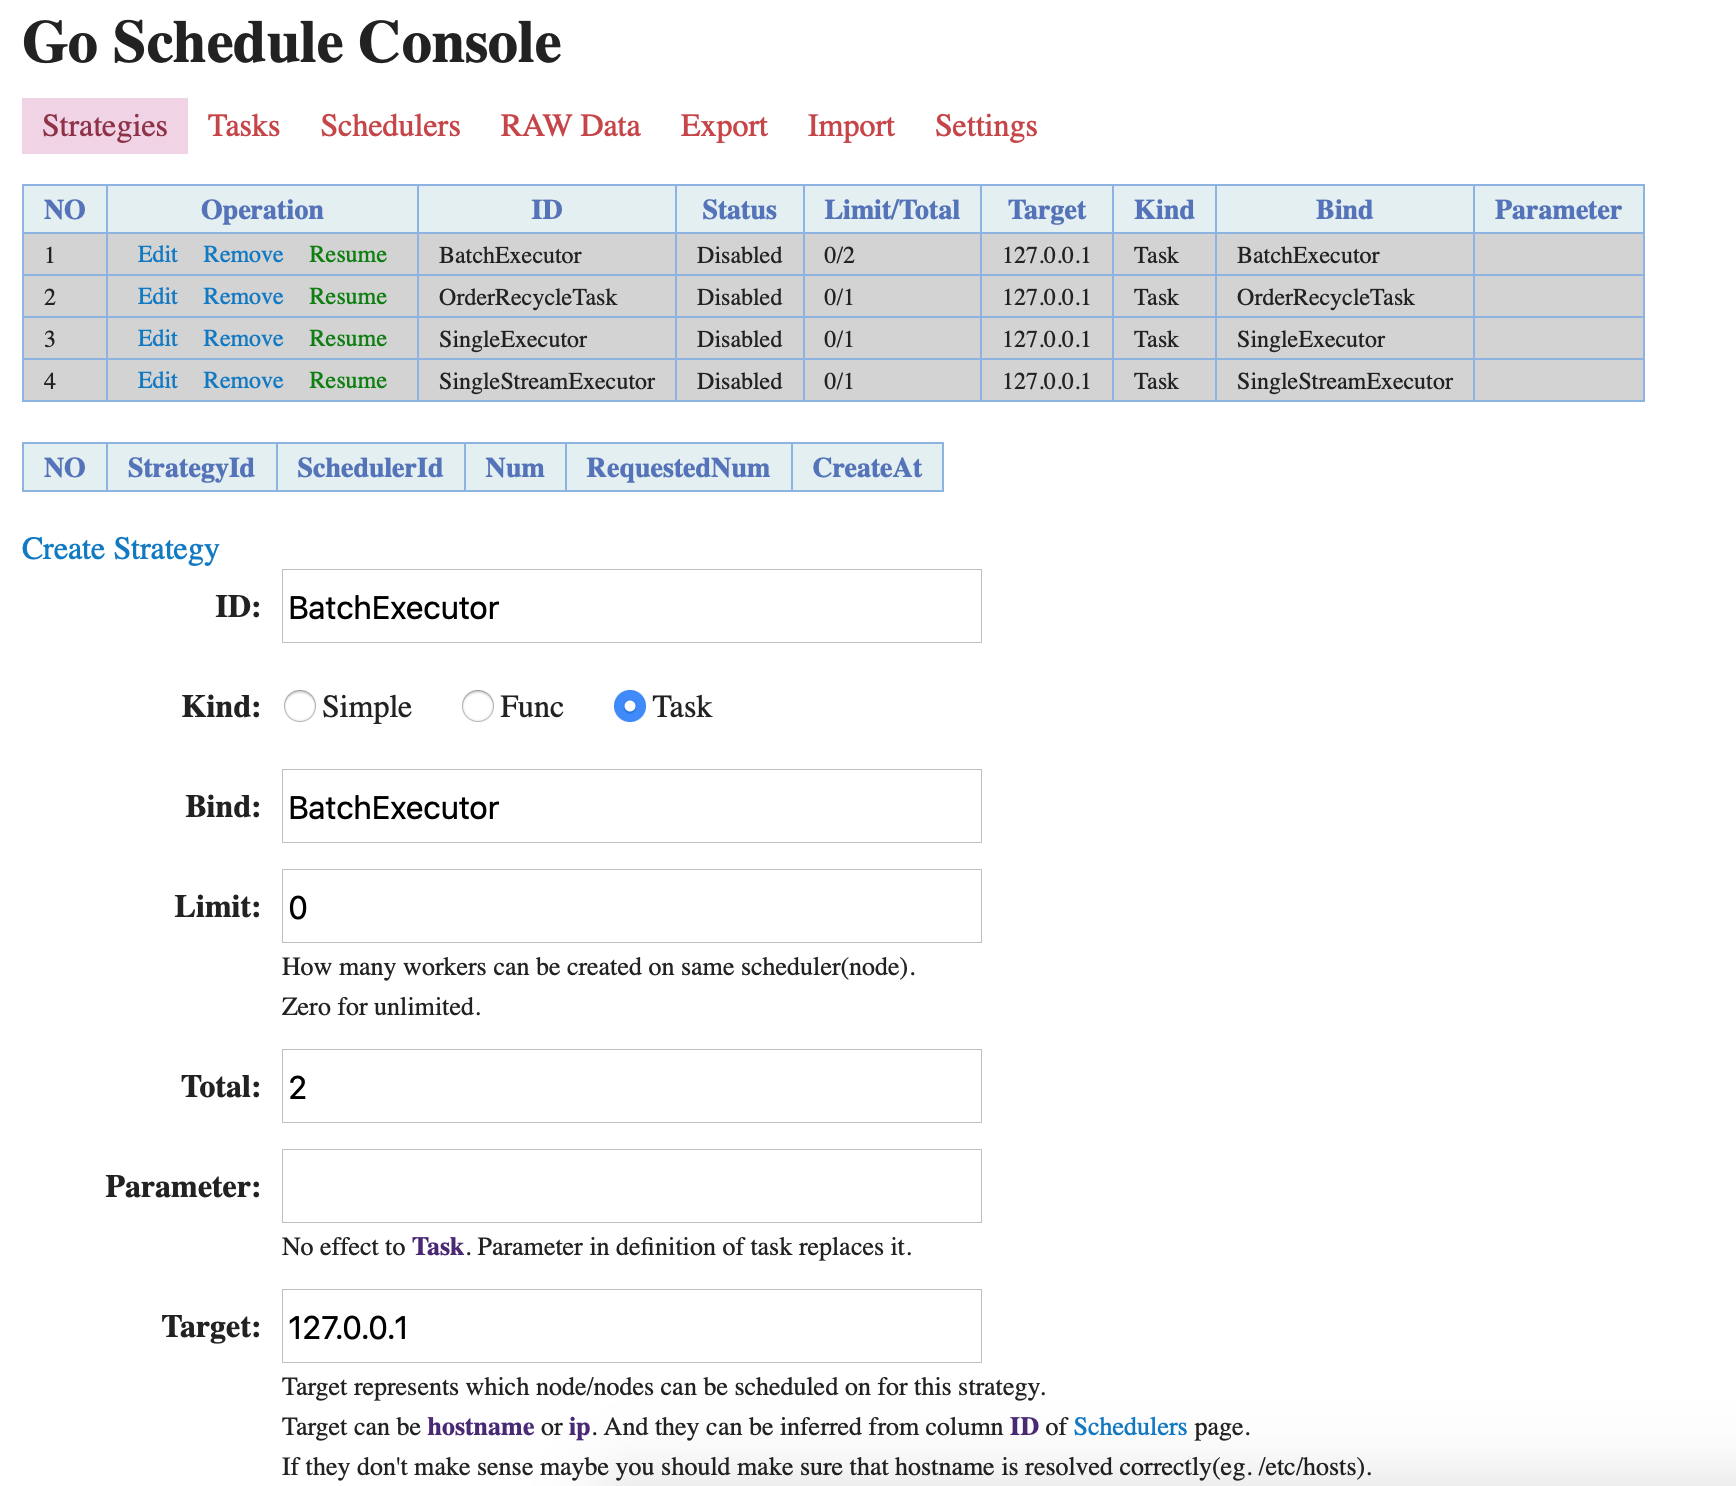 Go Schedule Console
Strategies Tasks Schedulers RAW Data Export Import Settings
NO Operation ID Status Limit/Total Target Kind Bind Parameter
1 Edit Remove Resume BatchExecutor Disabled 0/2 127.0.0.1 Task BatchExecutor
2 Edit Remove Resume OrderRecycleTask Disabled 0/1 127.0.0.1 Task OrderRecycleTask
3 Edit Remove Resume SingleExecutor Disabled 0/1 127.0.0.1 Task SingleExecutor
4 Edit Remove Resume SingleStreamExecutor Disabled 0/1 127.0.0.1 Task SingleStreamExecutor
NO StrategyId SchedulerId Num RequestedNum CreateAt
Create Strategy
ID: BatchExecutor
Kind: Simple Func Task
Bind: BatchExecutor
Limit: 0
How many workers can be created on same scheduler(node).
Zero for unlimited.
Total: 2
Parameter:
No effect to Task. Parameter in definition of task replaces it.
Target: 127.0.0.1
Target represents which node/nodes can be scheduled on for this strategy.
Target can be hostname or ip. And they can be inferred from column ID of Schedulers page.
If they don't make sense maybe you should make sure that hostname is resolved correctly(eg. /etc/hosts).